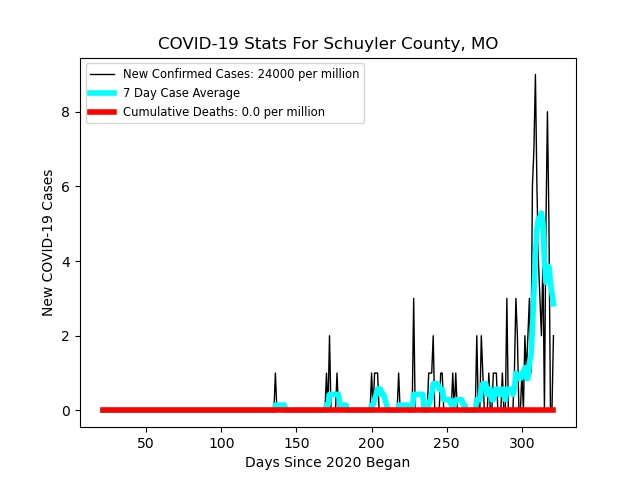 COVID-19 Stats For Schuyler County, MO
New Confirmed Cases: 24000 per million
7 Day Case Average
Cumulative Deaths: 0.0 per million
New COVID-19 Cases
8
6
4
2
0
50 100 150 200 250 300
Days Since 2020 Began